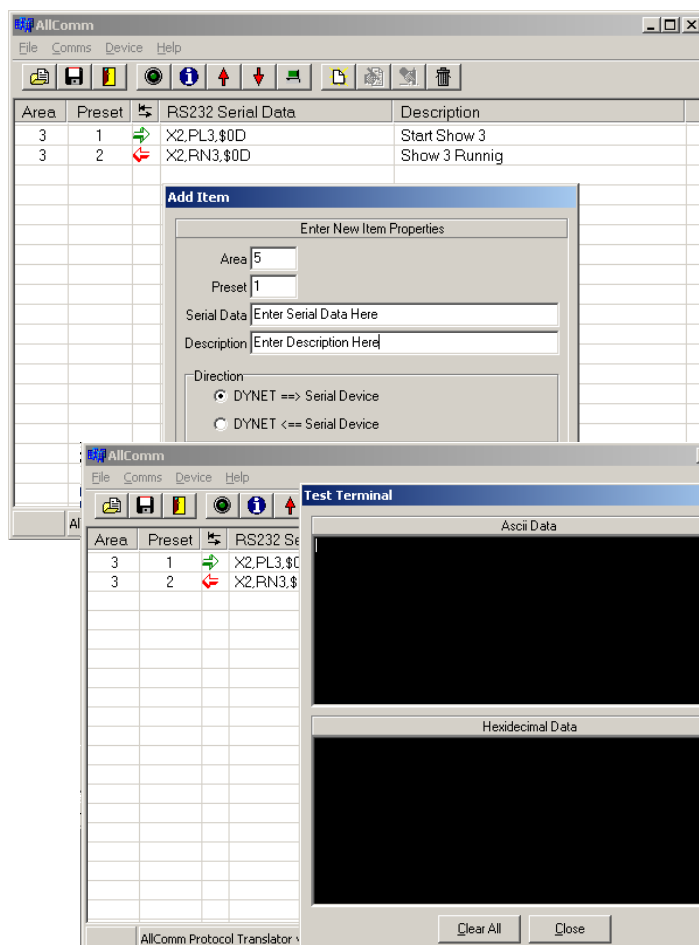 AllComm
File Comms Device Help
Area Preset RS232 Serial Data Description
3 1 X2,PL3,$0D Start Show 3
3 2 X2,RN3,$0D Show 3 Runnig
Add Item
Enter New Item Properties
Area 5
Preset 1
Serial Data Enter Serial Data Here
Description Enter Description Here
Direction
DYNET ==> Serial Device
DYNET <== Serial Device
Al
AllComm
File Comms Device Help
Area Preset RS232 Se
3 1 X2,PL3,$0
3 2 X2,RN3,$
Test Terminal
Ascii Data
Hexidecimal Data
Clear All Close
AllComm Protocol Translator